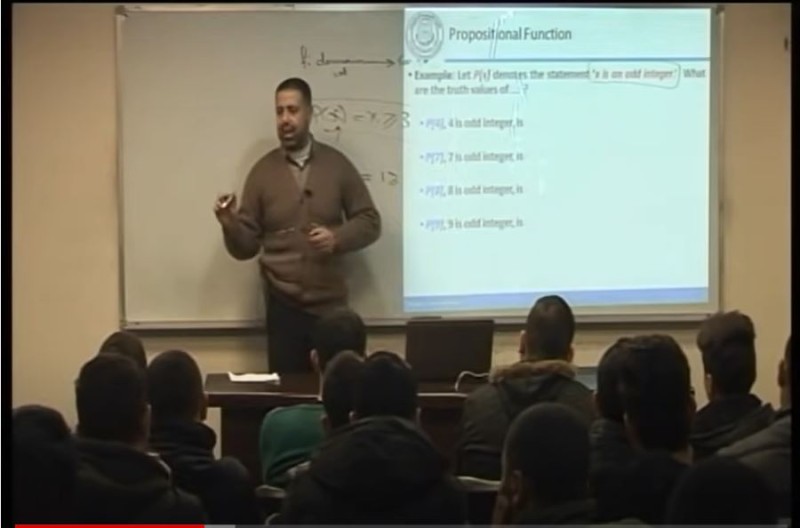 Propositional Function
• Example: Let P(x) denotes the statement "x is an odd integer." What
are the truth values of.... ?
• P(4), 4 is odd integer, is
• P(7), 7 is odd integer, is
• P(8), 8 is odd integer, is
• P(9), 9 is odd integer, is
P(x) =
= 13